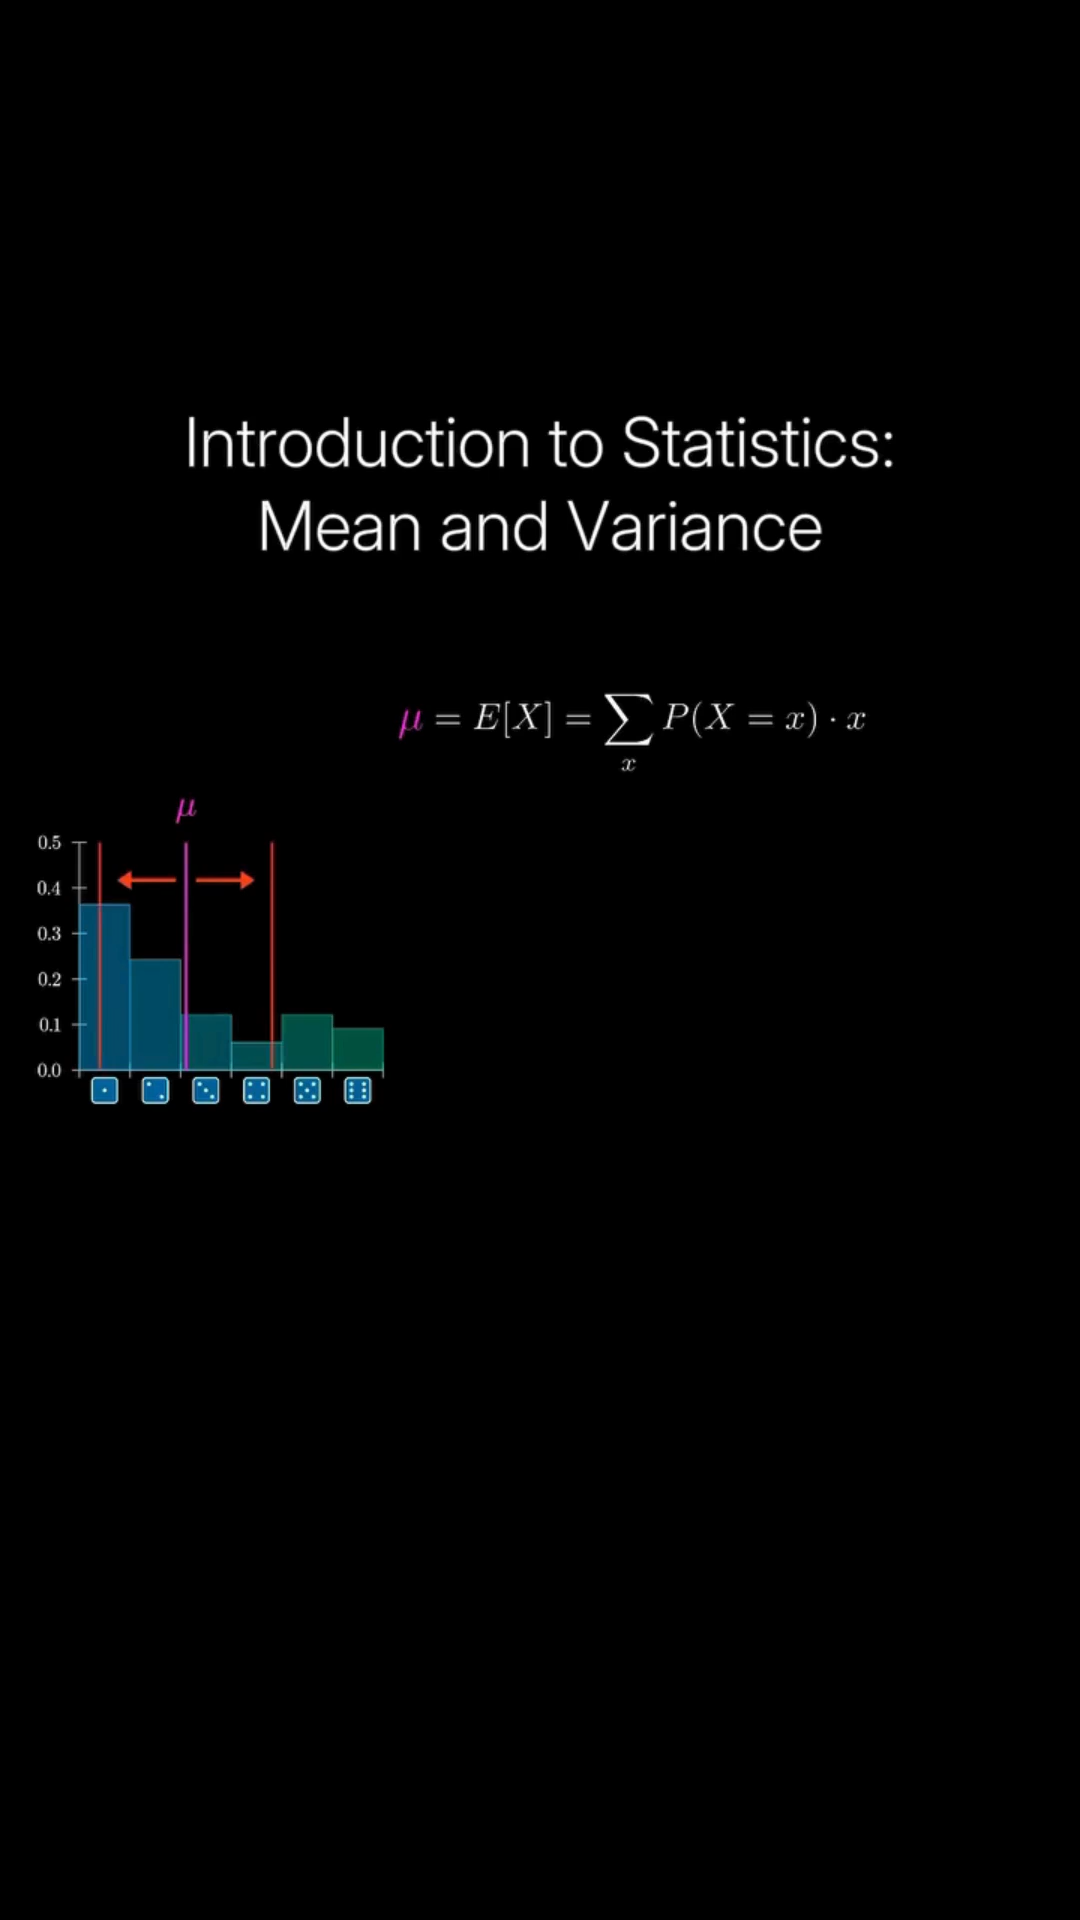 Introduction to Statistics:
Mean and Variance
μ = E[X] = ∑ P(X = x) · x
x
μ
0.5
0.4
0.3
0.2
0.1
0.0